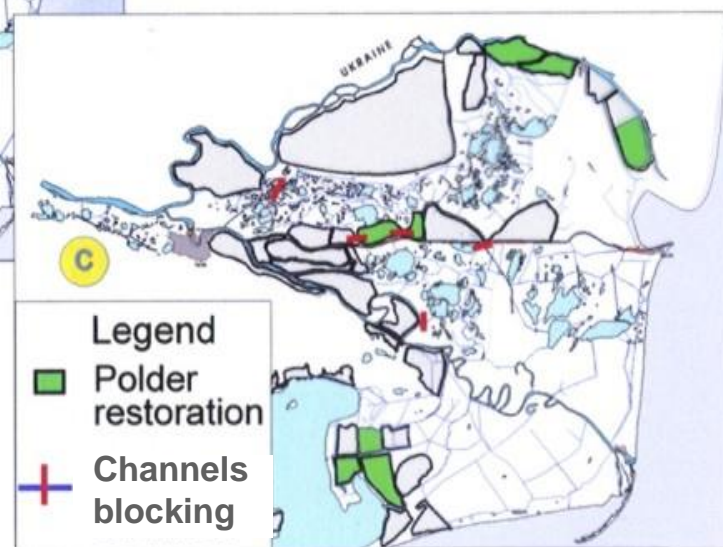 UKRAINE
C
Legend
Polder
restoration
Channels
blocking